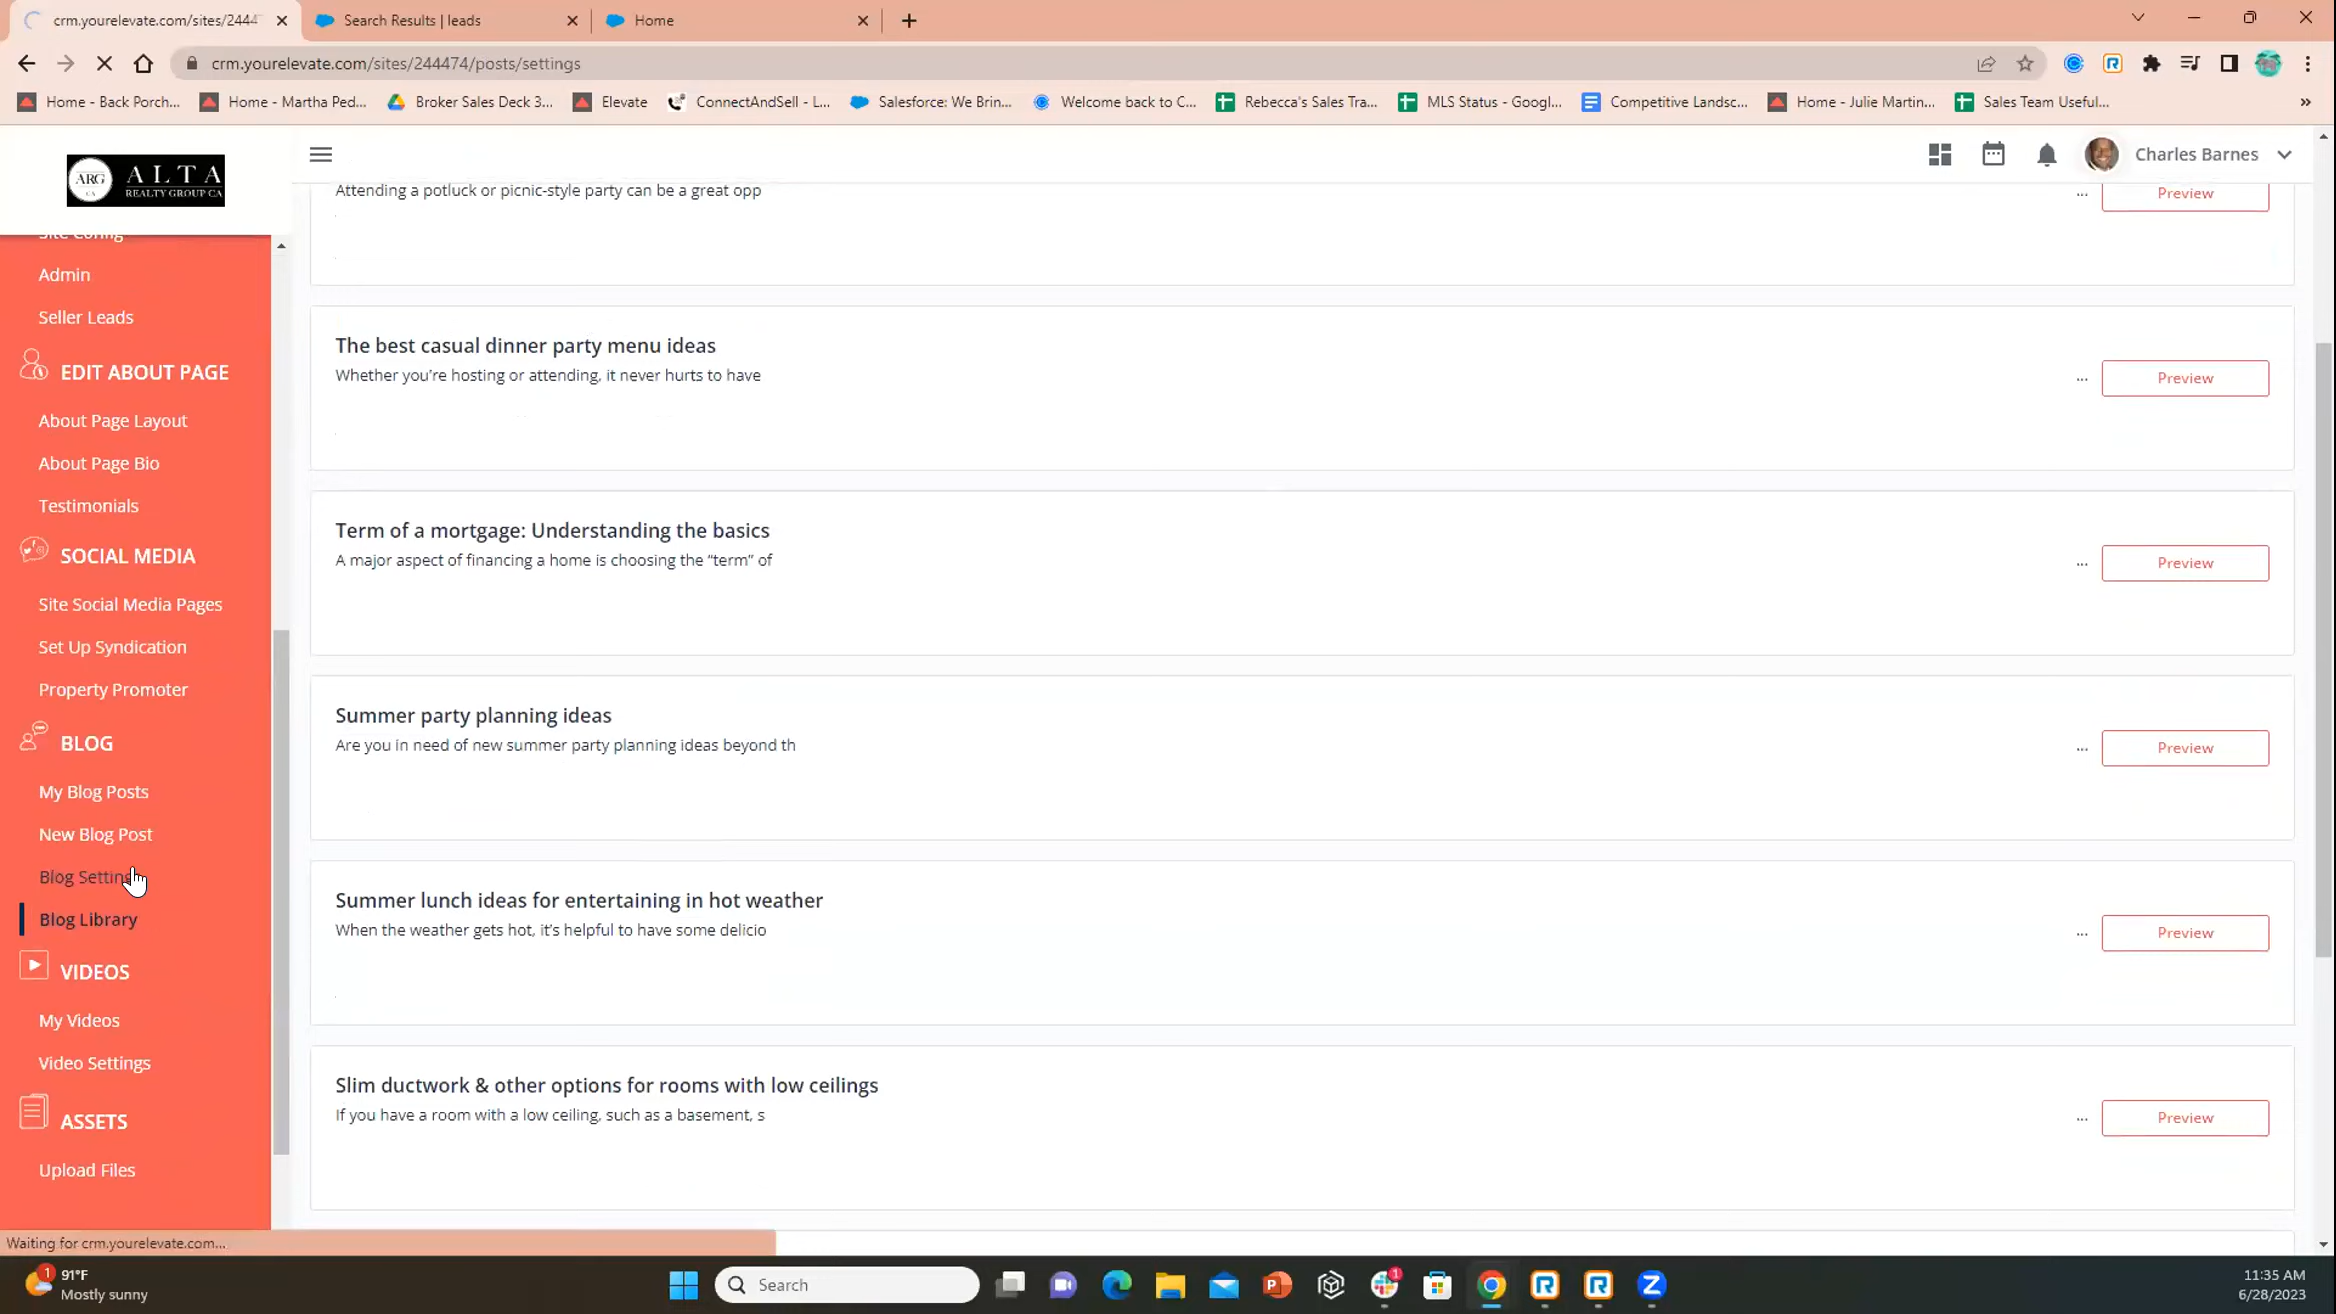 crm.yourelevate.com/sites/2444
Search Results | leads
Home
crm.yourelevate.com/sites/244474/posts/settings
Home - Back Porch...
Home - Martha Ped...
Broker Sales Deck 3...
Elevate
ConnectAndSell - L...
Salesforce: We Brin...
Welcome back to C...
Rebecca's Sales Tra...
MLS Status - Googl...
Competitive Landsc...
Home - Julie Martin...
Sales Team Useful...
»
ARG
CA
ALTA
REALTY GROUP CA
Charles Barnes
Site Config
Admin
Seller Leads
EDIT ABOUT PAGE
About Page Layout
About Page Bio
Testimonials
SOCIAL MEDIA
Site Social Media Pages
Set Up Syndication
Property Promoter
BLOG
My Blog Posts
New Blog Post
Blog Setting
Blog Library
VIDEOS
My Videos
Video Settings
ASSETS
Upload Files
Attending a potluck or picnic-style party can be a great opp
... Preview
The best casual dinner party menu ideas
Whether you're hosting or attending, it never hurts to have
... Preview
Term of a mortgage: Understanding the basics
A major aspect of financing a home is choosing the “term” of
... Preview
Summer party planning ideas
Are you in need of new summer party planning ideas beyond th
... Preview
Summer lunch ideas for entertaining in hot weather
When the weather gets hot, it's helpful to have some delicio
... Preview
Slim ductwork & other options for rooms with low ceilings
If you have a room with a low ceiling, such as a basement, s
... Preview
Waiting for crm.yourelevate.com...
1
91°F
Mostly sunny
Search
1
11:35 AM
6/28/2023